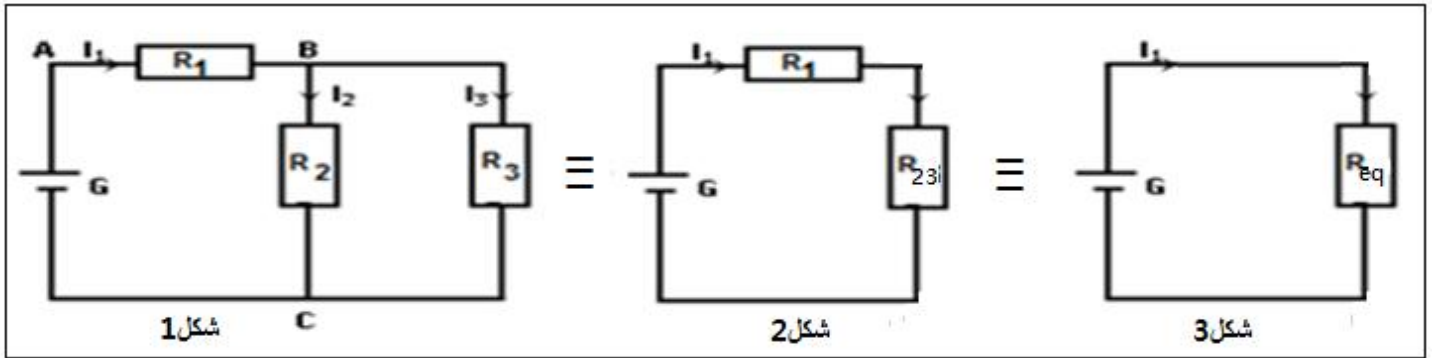 A I₁ R₁ B
I₂ I₃
R₂ R₃
G
C
شكل1
≡
I₁ R₁
R23i
G
شكل2
≡
I₁
Req
G
شكل3